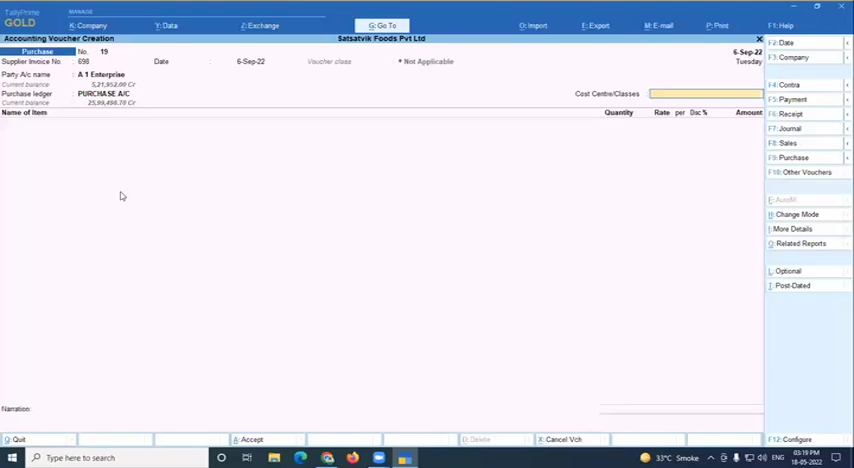 TallyPrime
GOLD
MANAGE
K: Company
Y: Data
Z: Exchange
G: Go To
O: Import
E: Export
M: E-mail
P: Print
F1: Help
Accounting Voucher Creation
Satsatvik Foods Pvt Ltd
Purchase No. 19
6-Sep-22
Tuesday
Supplier Invoice No. : 698 Date : 6-Sep-22 Voucher class : ♦ Not Applicable
Party A/c name : A 1 Enterprise
Current balance : 5,21,952.00 Cr
Purchase ledger : PURCHASE A/C
Cost Centre/Classes :
Current balance : 25,99,498.70 Cr
Name of Item Quantity Rate per Disc % Amount
Narration:
F2: Date
F3: Company
F4: Contra
F5: Payment
F6: Receipt
F7: Journal
F8: Sales
F9: Purchase
F10: Other Vouchers
E: Autofill
H: Change Mode
I: More Details
O: Related Reports
L: Optional
T: Post-Dated
F12: Configure
Q: Quit
A: Accept
D: Delete
X: Cancel Vch
Type here to search
33°C Smoke
ENG
03:19 PM
18-05-2022